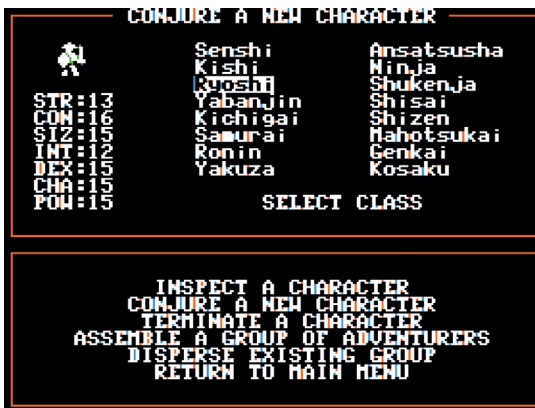 CONJURE A NEW CHARACTER
STR:13
CON:16
SIZ:15
INT:12
DEX:15
CHA:15
POW:15
Senshi
Kishi
Ryoshi
Yabanjin
Kichigai
Samurai
Ronin
Yakuza
Ansatsusha
Ninja
Shukenja
Shisai
Shizen
Mahotsukai
Genkai
Kosaku
SELECT CLASS
INSPECT A CHARACTER
CONJURE A NEW CHARACTER
TERMINATE A CHARACTER
ASSEMBLE A GROUP OF ADVENTURERS
DISPERSE EXISTING GROUP
RETURN TO MAIN MENU